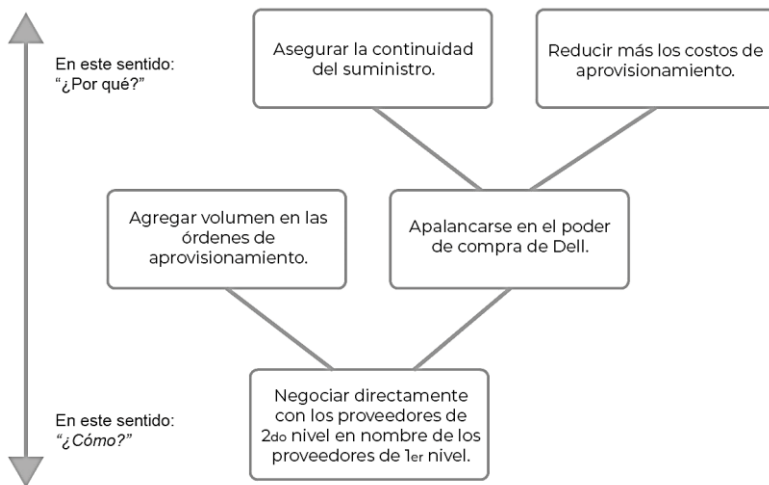 En este sentido:
“¿Por qué?”
Asegurar la continuidad
del suministro.
Reducir más los costos de
aprovisionamiento.
Agregar volumen en las
órdenes de
aprovisionamiento.
Apalancarse en el poder
de compra de Dell.
En este sentido:
“¿Cómo?”
Negociar directamente
con los proveedores de
2do nivel en nombre de los
proveedores de 1er nivel.